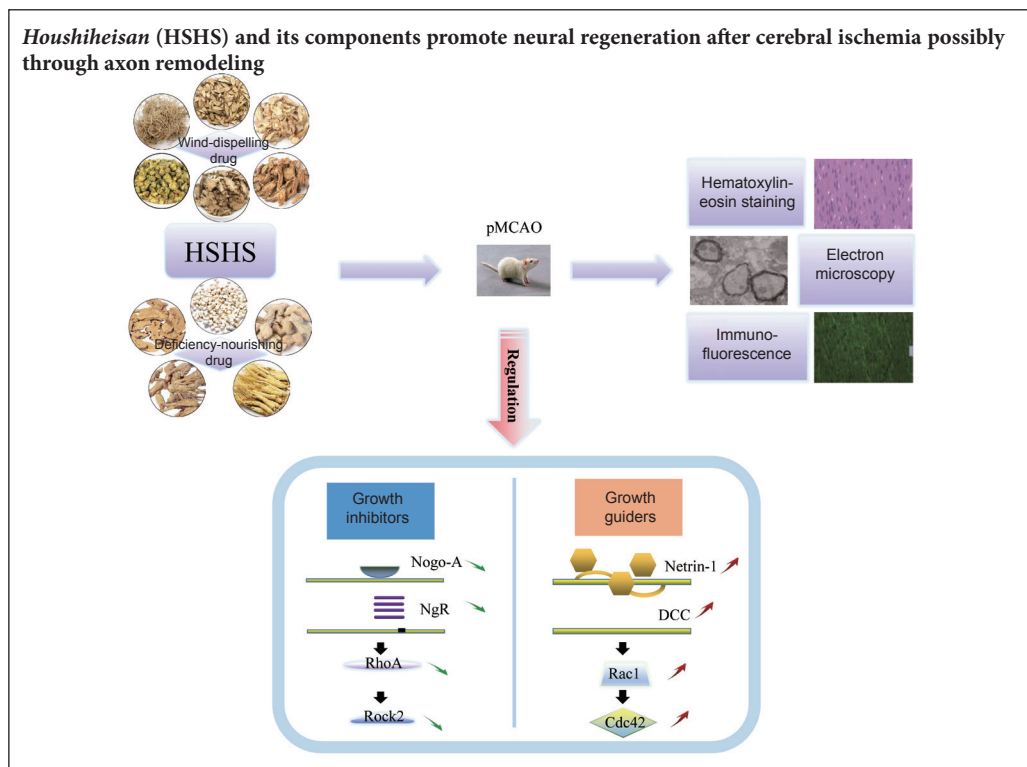 Houshiheisan (HSHS) and its components promote neural regeneration after cerebral ischemia possibly
through axon remodeling
Wind-dispelling
drug
HSHS
Deficiency-nourishing
drug
pMCAO
Hematoxylin-
eosin staining
Electron
microscopy
Immuno-
fluorescence
Regulation
Growth
inhibitors
Nogo-A
NgR
RhoA
Rock2
Growth
guiders
Netrin-1
DCC
Rac1
Cdc42